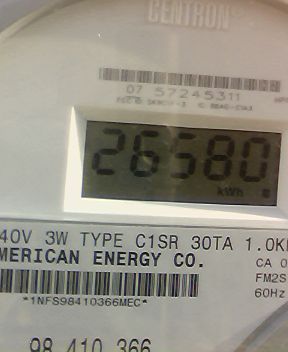 CENTRON
07 57245311
26580
kWh
40V 3W TYPE C1SR 30TA 1.0K
MERICAN ENERGY CO.
CA 0
FM2S
60Hz
*1NFS98410366MEC*
98 410 366